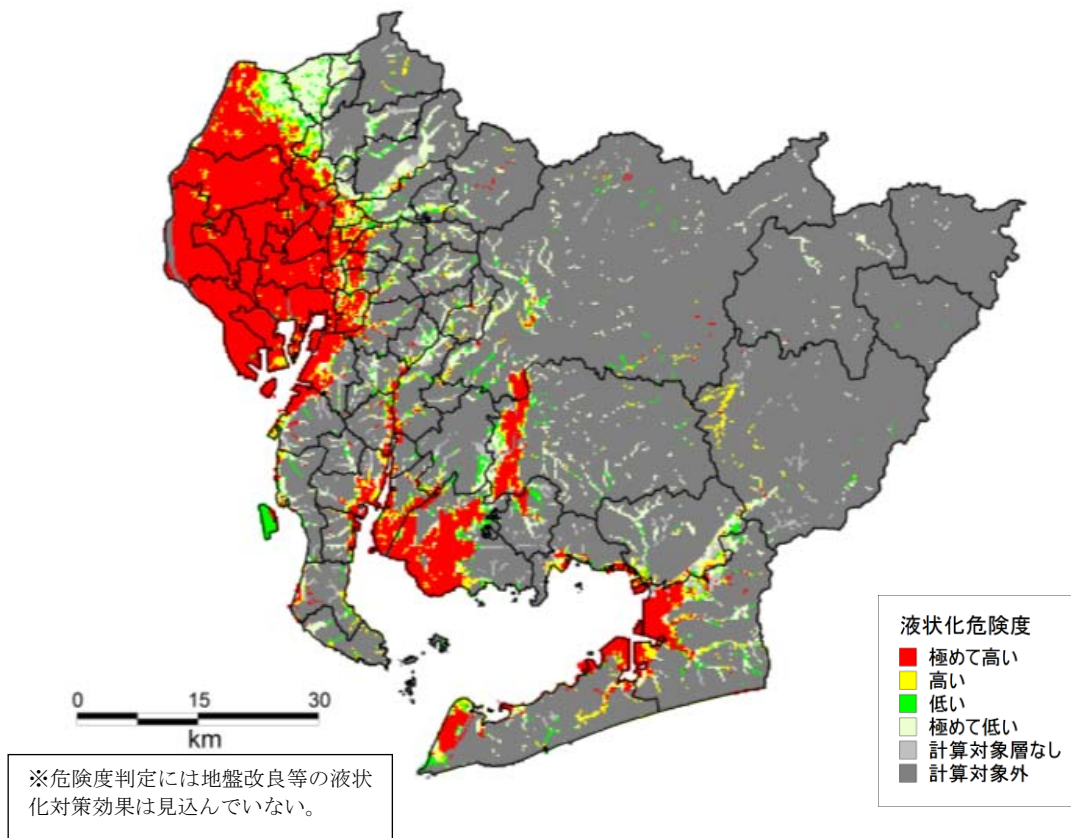 液状化危険度
極めて高い
高い
低い
極めて低い
計算対象層なし
計算対象外
0 15 30
km
※危険度判定には地盤改良等の液状
化対策効果は見込んでいない。